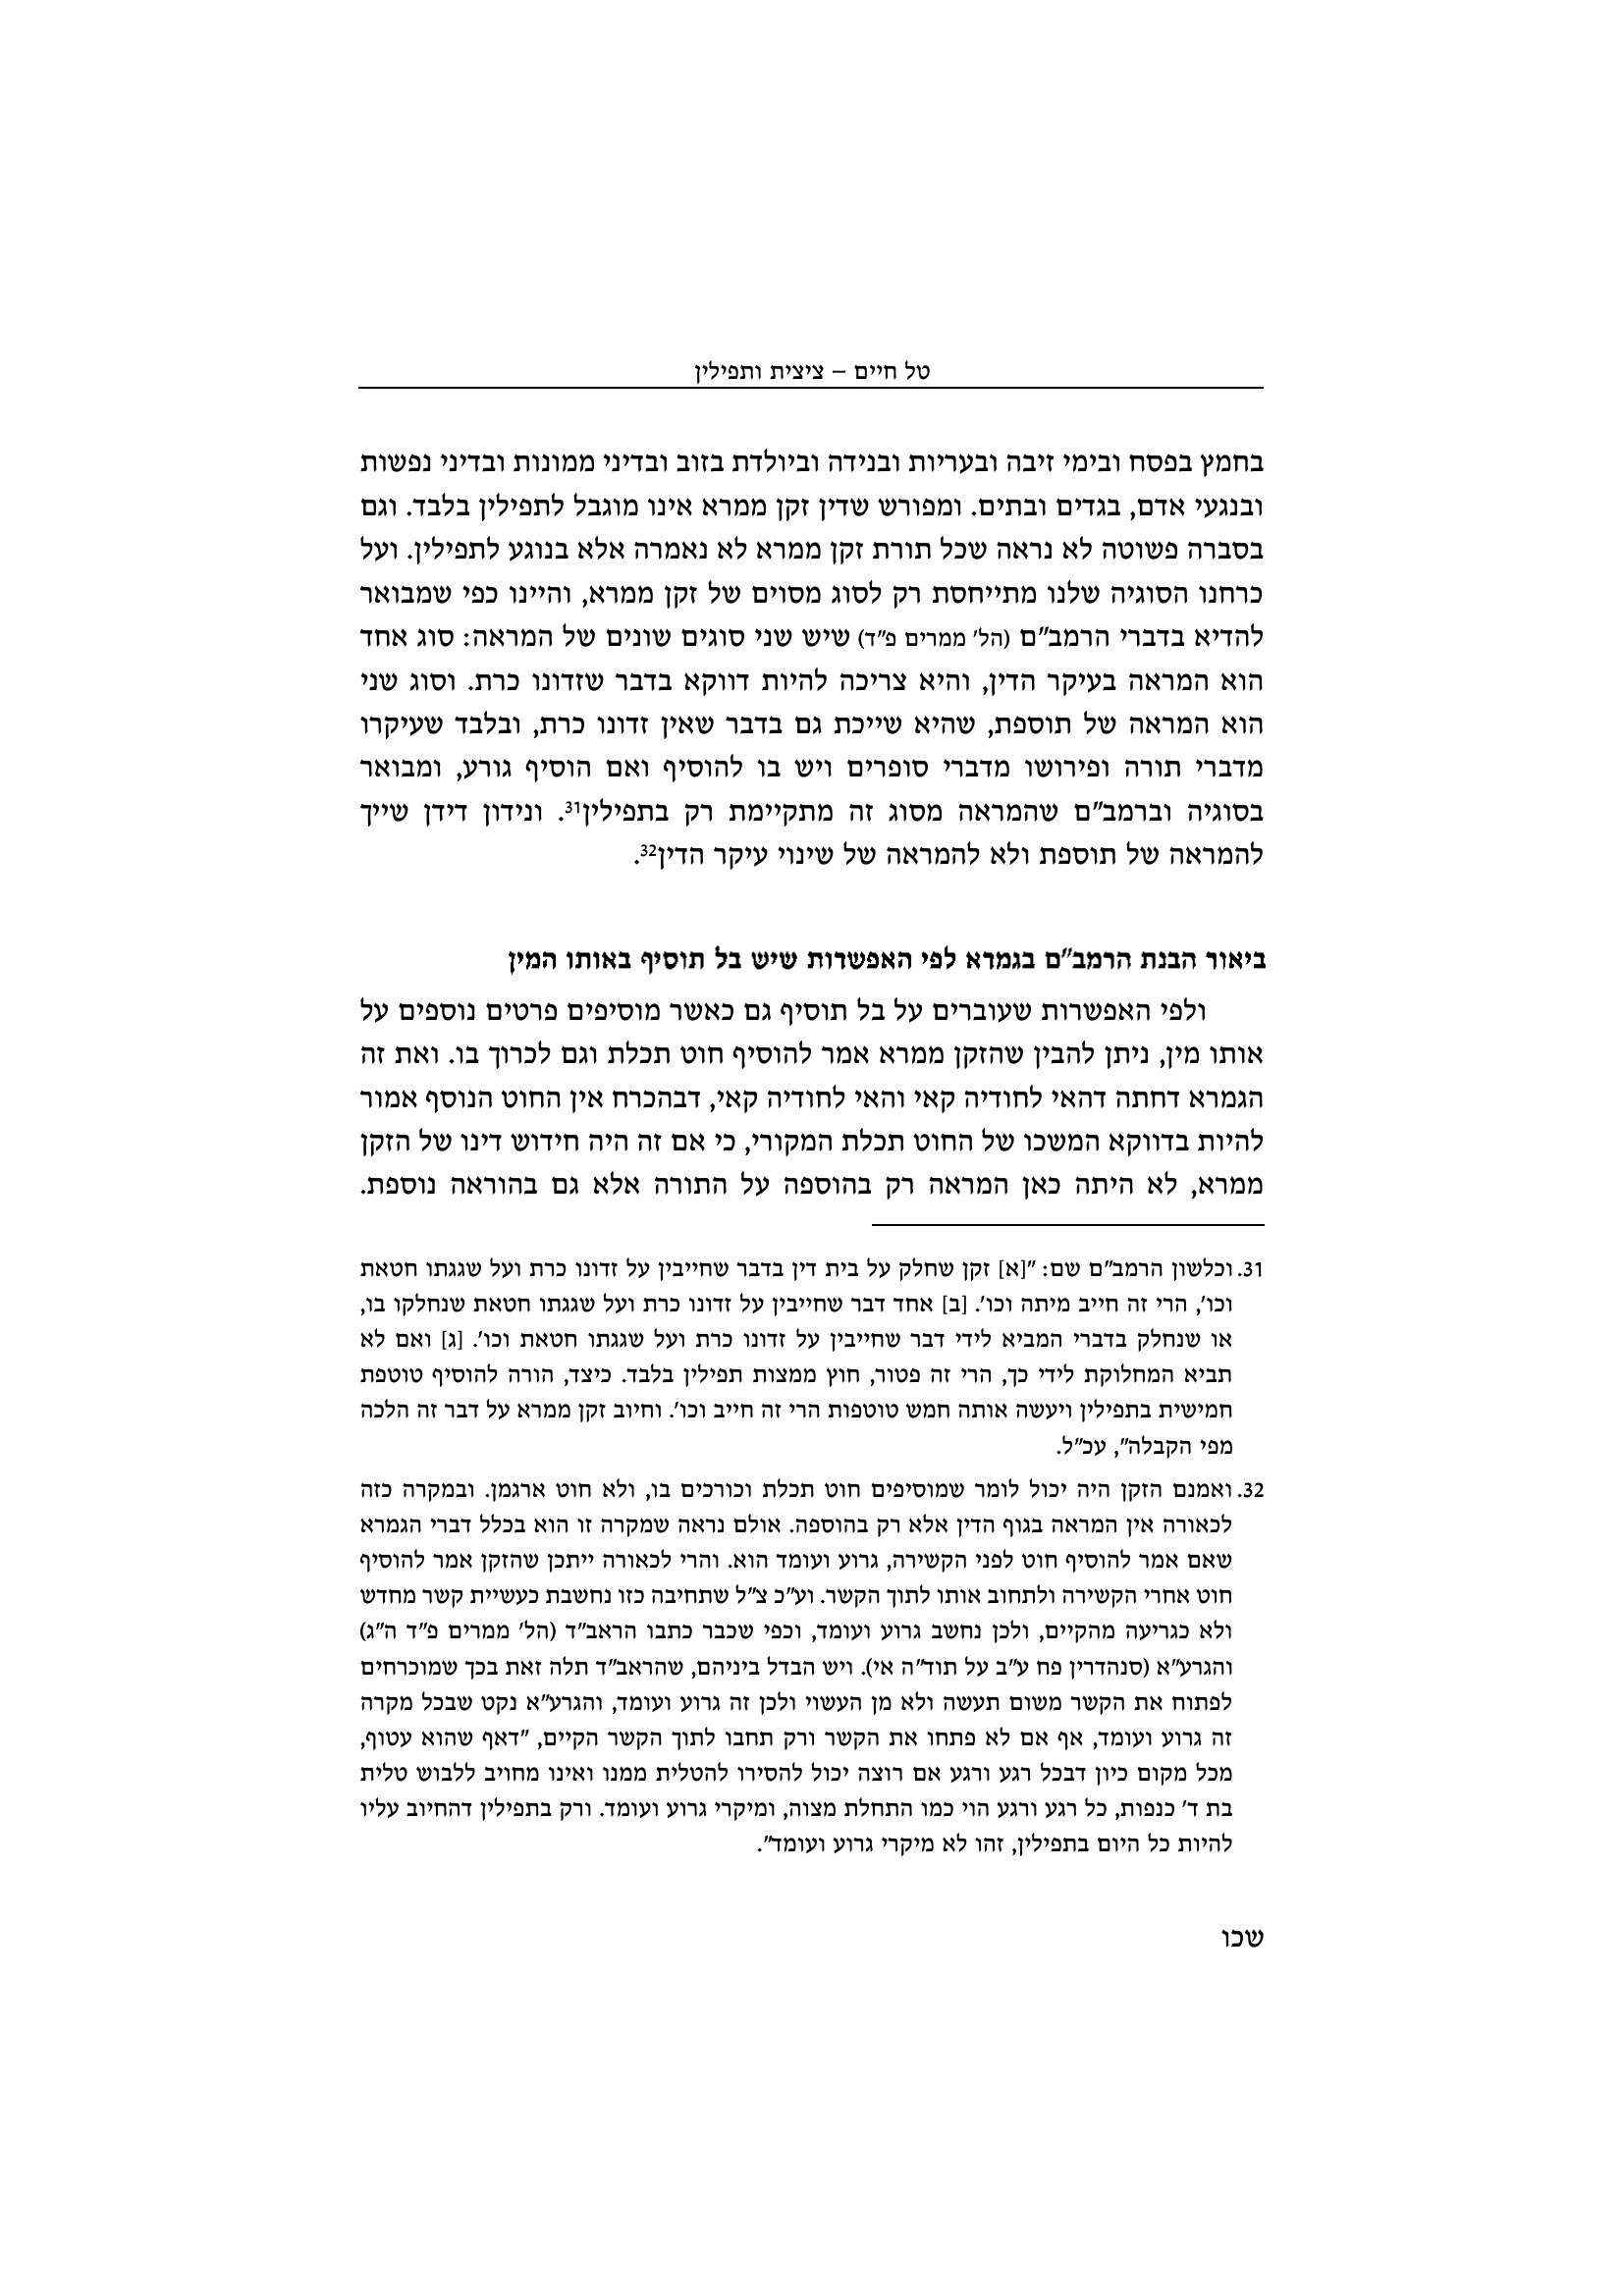 טל חיים – ציצית ותפילין
בחמץ בפסח ובימי זיבה ובעריות ובנידה וביולדת בזוב ובדיני ממונות ובדיני נפשות
ובנגעי אדם, בגדים ובתים. ומפורש שדין זקן ממרא אינו מוגבל לתפילין בלבד. וגם
בסברה פשוטה לא נראה שכל תורת זקן ממרא לא נאמרה אלא בנוגע לתפילין. ועל
כרחנו הסוגיה שלנו מתייחסת רק לסוג מסוים של זקן ממרא, והיינו כפי שמבואר
להדיא בדברי הרמב"ם (הל' ממרים פ"ד) שיש שני סוגים שונים של המראה: סוג אחד
הוא המראה בעיקר הדין, והיא צריכה להיות דווקא בדבר שזדונו כרת. וסוג שני
הוא המראה של תוספת, שהיא שייכת גם בדבר שאין זדונו כרת, ובלבד שעיקרו
מדברי תורה ופירושו מדברי סופרים ויש בו להוסיף ואם הוסיף גורע, ומבואר
בסוגיה וברמב"ם שהמראה מסוג זה מתקיימת רק בתפילין31. ונידון דידן שייך
להמראה של תוספת ולא להמראה של שינוי עיקר הדין32.
ביאור הבנת הרמב"ם בגמרא לפי האפשרות שיש בל תוסיף באותו המין
ולפי האפשרות שעוברים על בל תוסיף גם כאשר מוסיפים פרטים נוספים על
אותו מין, ניתן להבין שהזקן ממרא אמר להוסיף חוט תכלת וגם לכרוך בו. ואת זה
הגמרא דחתה דהאי לחודיה קאי והאי לחודיה קאי, דבהכרח אין החוט הנוסף אמור
להיות בדווקא המשכו של החוט תכלת המקורי, כי אם זה היה חידוש דינו של הזקן
ממרא, לא היתה כאן המראה רק בהוספה על התורה אלא גם בהוראה נוספת.
31. וכלשון הרמב"ם שם: "[א] זקן שחלק על בית דין בדבר שחייבין על זדונו כרת ועל שגגתו חטאת
וכו', הרי זה חייב מיתה וכו'. [ב] אחד דבר שחייבין על זדונו כרת ועל שגגתו חטאת שנחלקו בו,
או שנחלק בדברי המביא לידי דבר שחייבין על זדונו כרת ועל שגגתו חטאת וכו'. [ג] ואם לא
תביא המחלוקת לידי כך, הרי זה פטור, חוץ ממצות תפילין בלבד. כיצד, הורה להוסיף טוטפת
חמישית בתפילין ויעשה אותה חמש טוטפות הרי זה חייב וכו'. וחיוב זקן ממרא על דבר זה הלכה
מפי הקבלה", עכ"ל.
32. ואמנם הזקן היה יכול לומר שמוסיפים חוט תכלת וכורכים בו, ולא חוט ארגמן. ובמקרה כזה
לכאורה אין המראה בגוף הדין אלא רק בהוספה. אולם נראה שמקרה זו הוא בכלל דברי הגמרא
שאם אמר להוסיף חוט לפני הקשירה, גרוע ועומד הוא. והרי לכאורה ייתכן שהזקן אמר להוסיף
חוט אחרי הקשירה ולתחוב אותו לתוך הקשר. וע"כ צ"ל שתחיבה כזו נחשבת כעשיית קשר מחדש
ולא כגריעה מהקיים, ולכן נחשב גרוע ועומד, וכפי שכבר כתבו הראב"ד (הל' ממרים פ"ד ה"ג)
והגרע"א (סנהדרין פח ע"ב על תוד"ה אי). ויש הבדל ביניהם, שהראב"ד תלה זאת בכך שמוכרחים
לפתוח את הקשר משום תעשה ולא מן העשוי ולכן זה גרוע ועומד, והגרע"א נקט שבכל מקרה
זה גרוע ועומד, אף אם לא פתחו את הקשר ורק תחבו לתוך הקשר הקיים, "דאף שהוא עטוף,
מכל מקום כיון דבכל רגע ורגע אם רוצה יכול להסירו להטלית ממנו ואינו מחויב ללבוש טלית
בת ד' כנפות, כל רגע ורגע הוי כמו התחלת מצוה, ומיקרי גרוע ועומד. ורק בתפילין דהחיוב עליו
להיות כל היום בתפילין, זהו לא מיקרי גרוע ועומד".
שכו